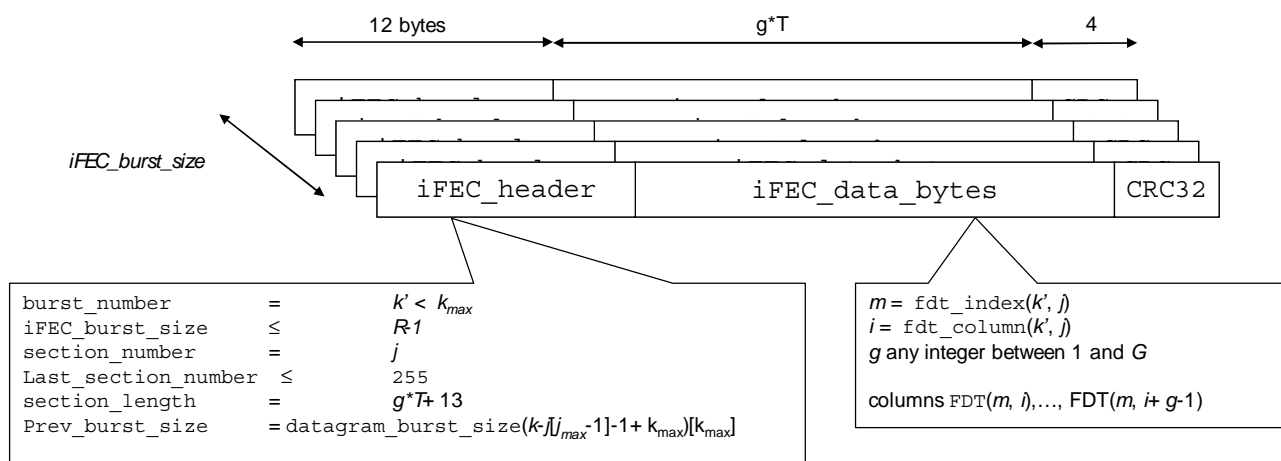 12 bytes g*T 4
iFEC_burst_size
iFEC_header iFEC_data_bytes CRC32
burst_number = k' < kmax
iFEC_burst_size ≤ R-1
section_number = j
Last_section_number ≤ 255
section_length = g*T+ 13
Prev_burst_size =datagram_burst_size(k-j[jmax-1]-1+ kmax)[kmax]
m = fdt_index(k', j)
i = fdt_column(k', j)
g any integer between 1 and G
columns FDT(m, i),..., FDT(m, i+ g-1)